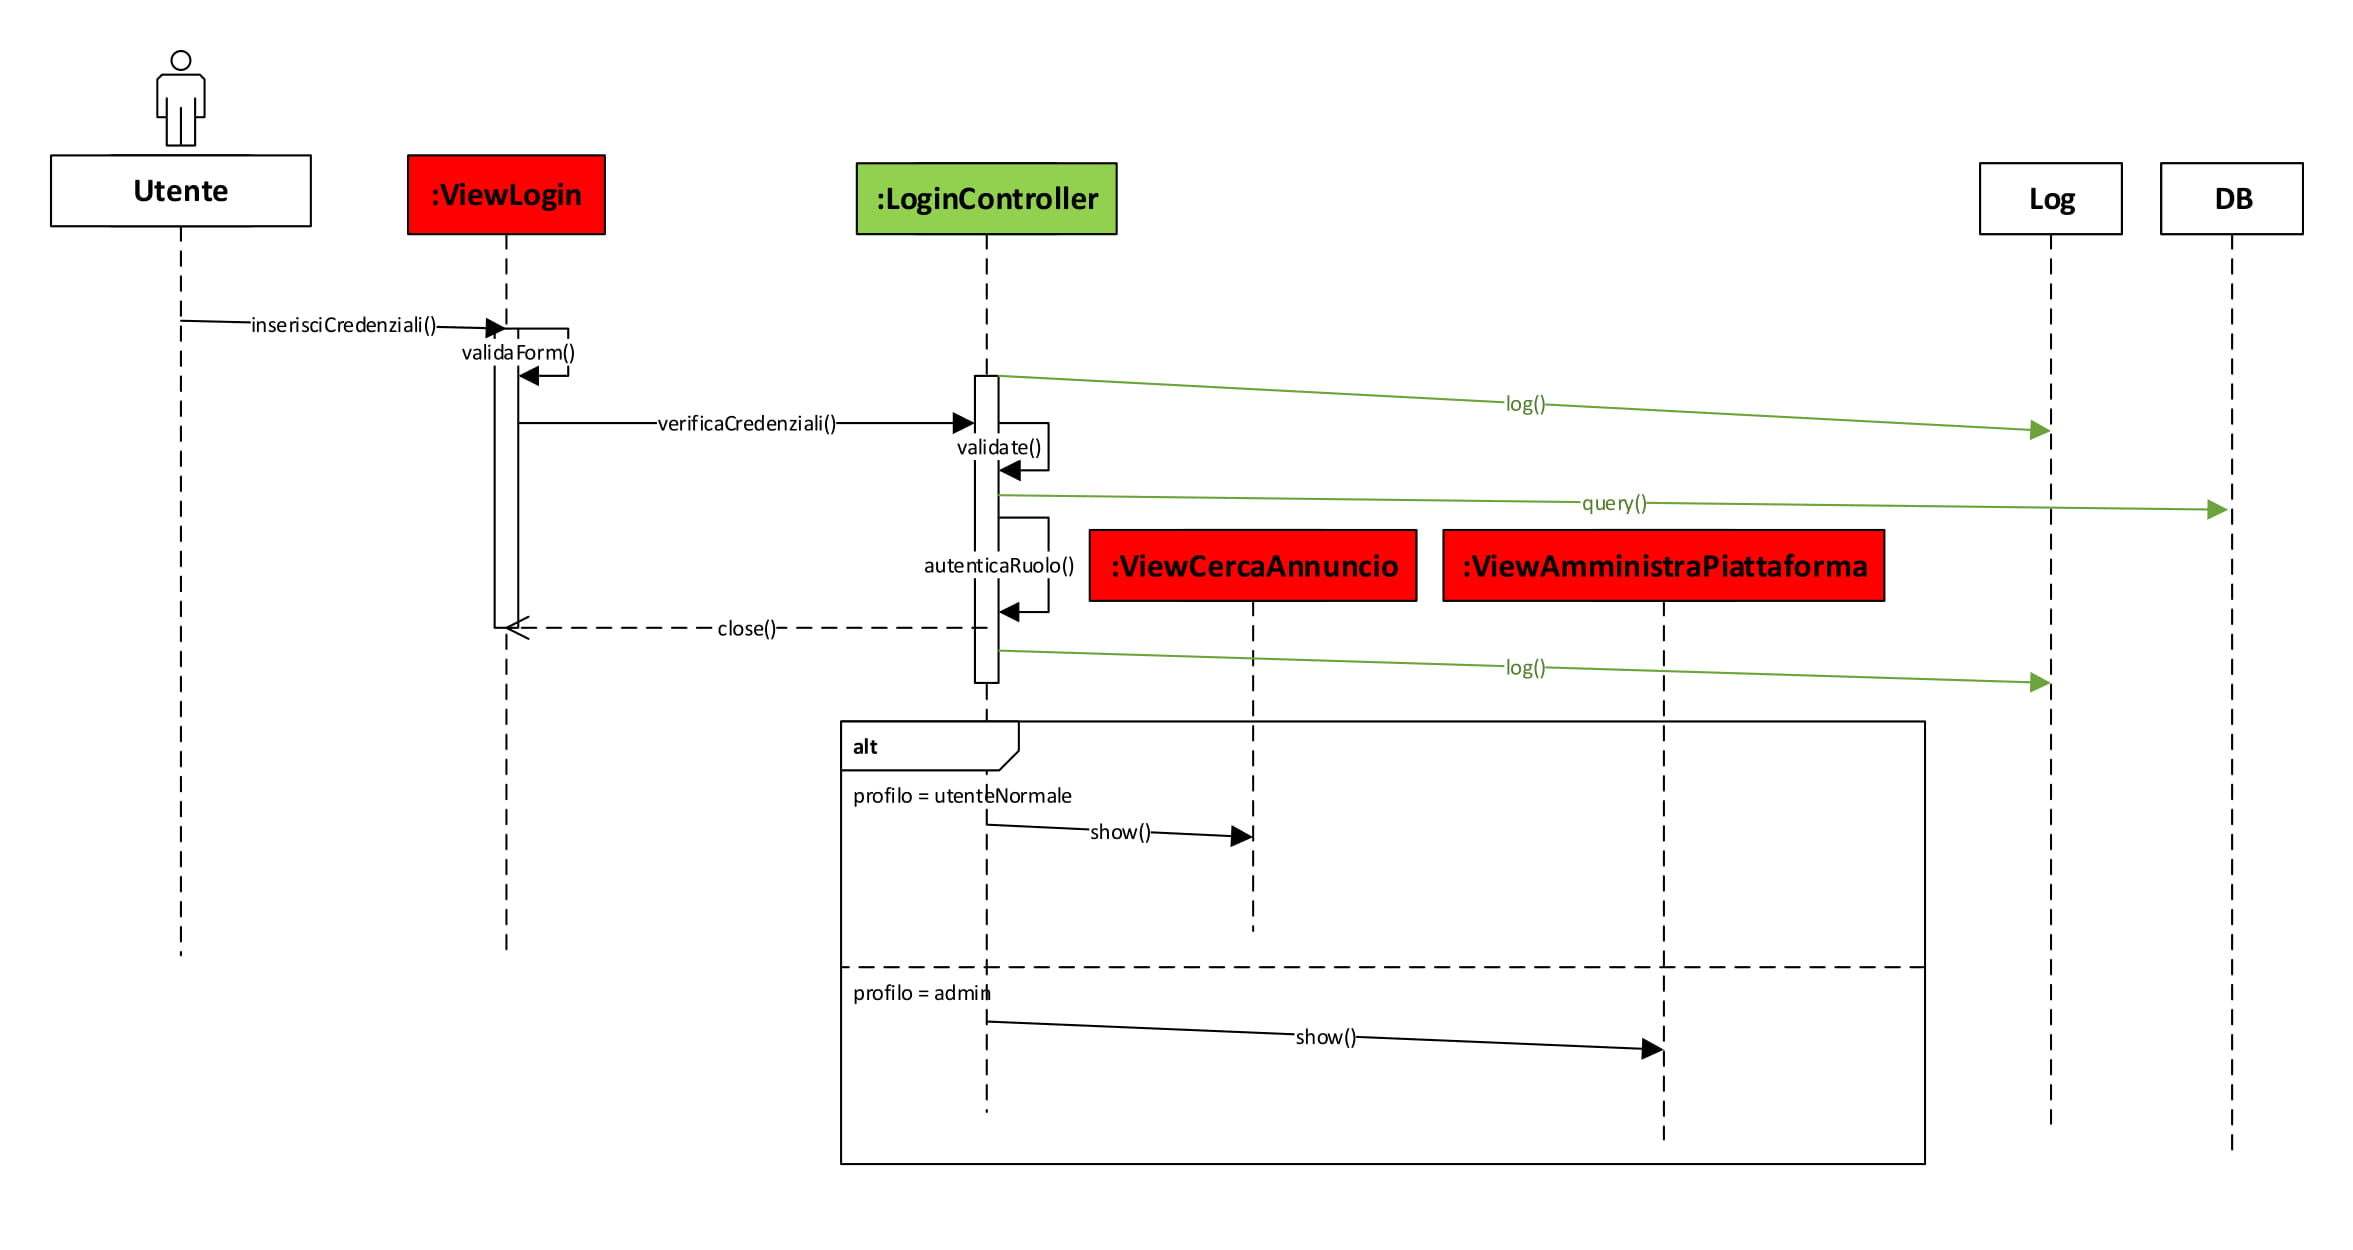 Utente
:ViewLogin
:LoginController
Log
DB
inserisciCredenziali()
validaForm()
log()
verificaCredenziali()
validate()
query()
autenticaRuolo()
:ViewCercaAnnuncio
:ViewAmministraPiattaforma
close()
log()
alt
profilo = utenteNormale
show()
profilo = admin
show()